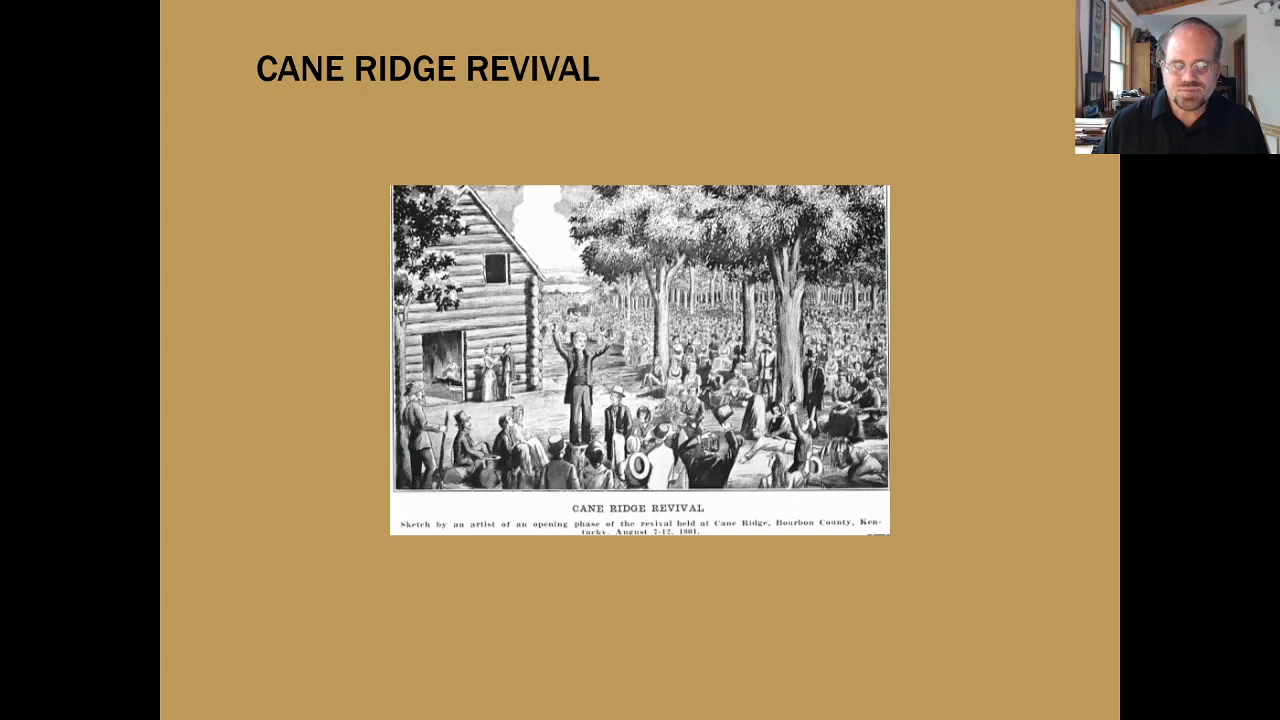 CANE RIDGE REVIVAL
CANE RIDGE REVIVAL
Sketch by an artist of an opening phase of the revival held at Cane Ridge, Bourbon County, Ken-
tucky, August 7-12, 1801.